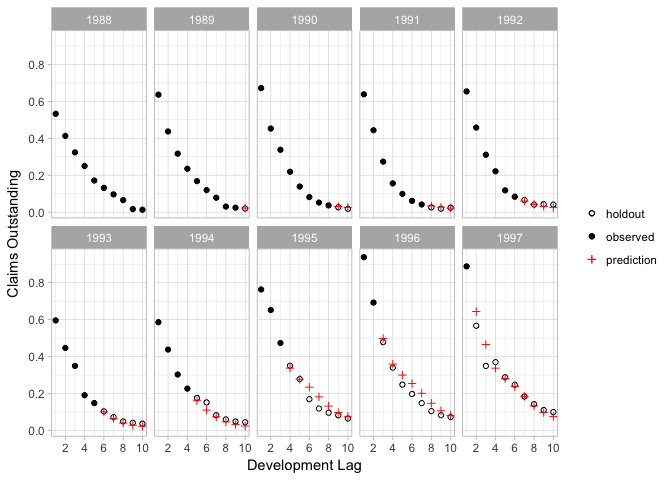 1988 1989 1990 1991 1992
0.8
0.6
0.4
0.2
0.0
1993 1994 1995 1996 1997
0.8
0.6
0.4
0.2
0.0
2 4 6 8 10 2 4 6 8 10 2 4 6 8 10 2 4 6 8 10 2 4 6 8 10
Development Lag
Claims Outstanding
holdout
observed
prediction